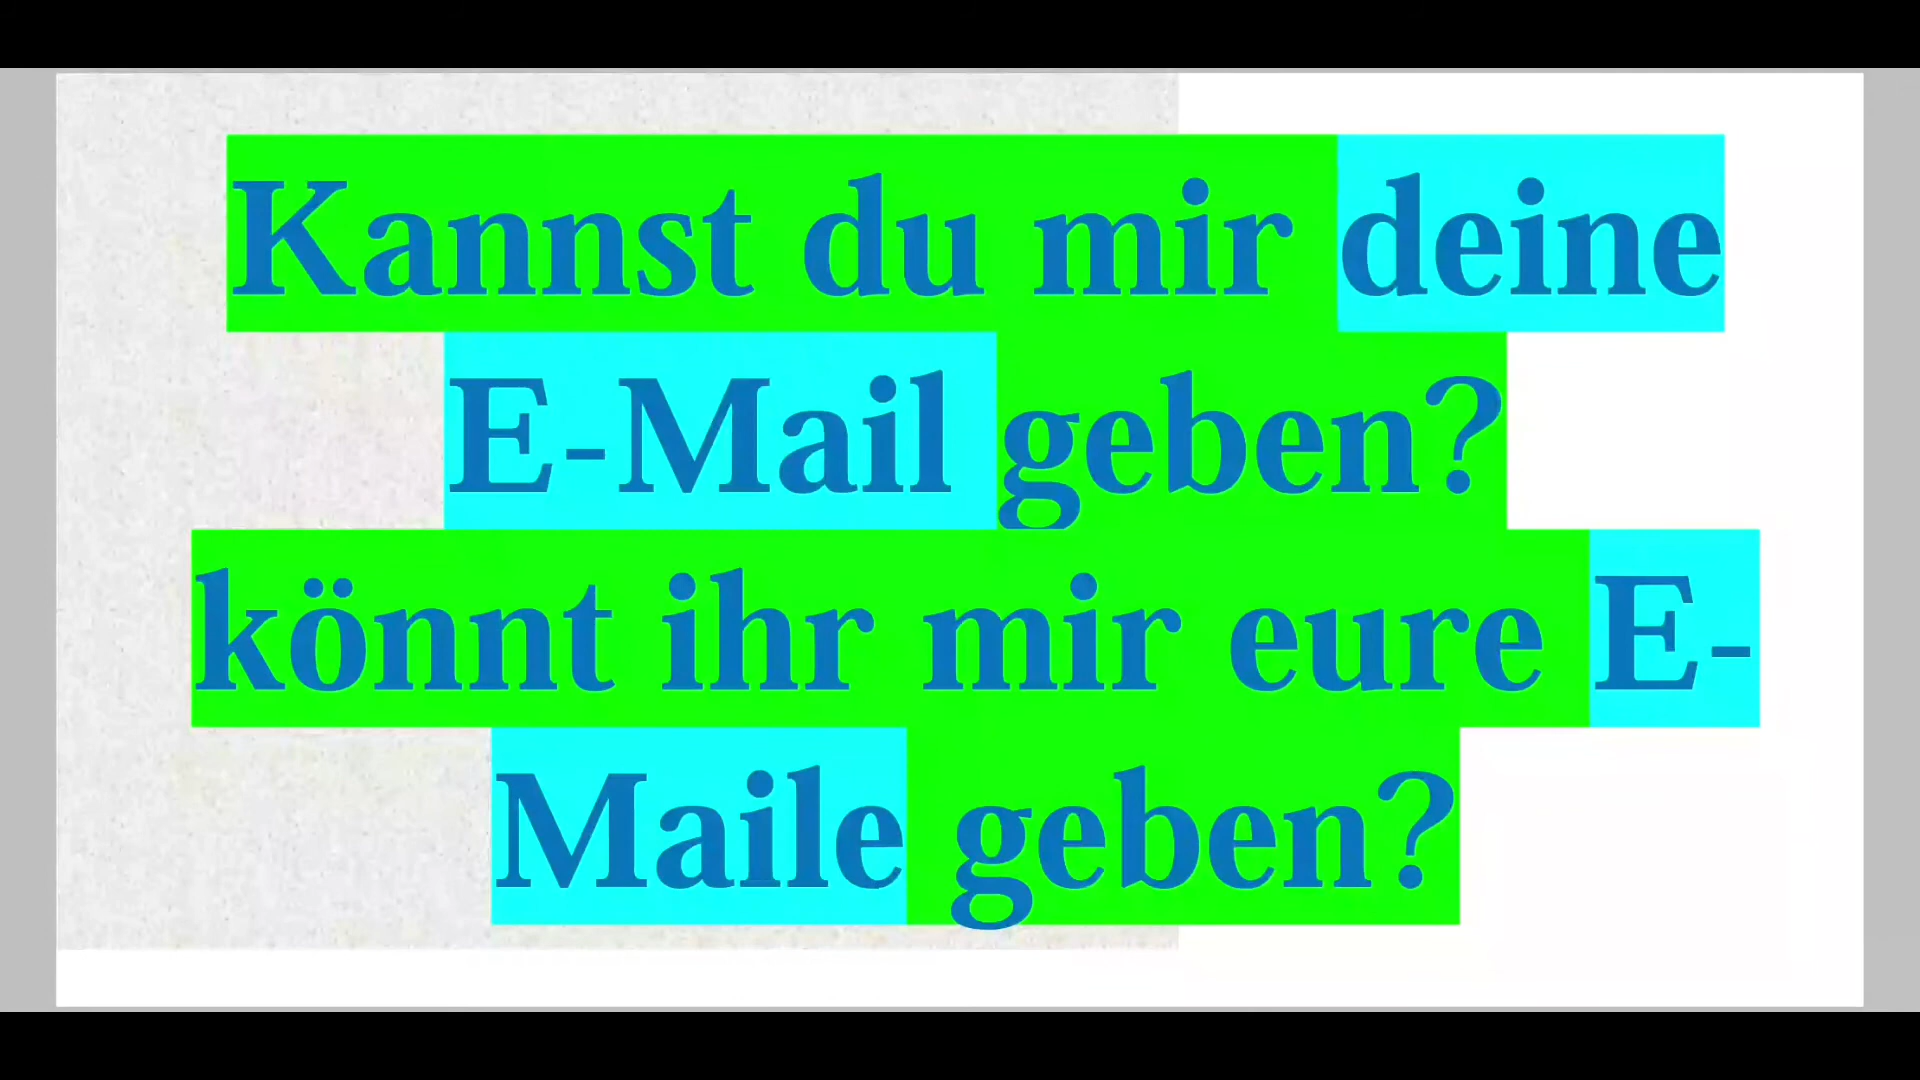 Kannst du mir deine
E-Mail geben?
könnt ihr mir eure E-
Maile geben?